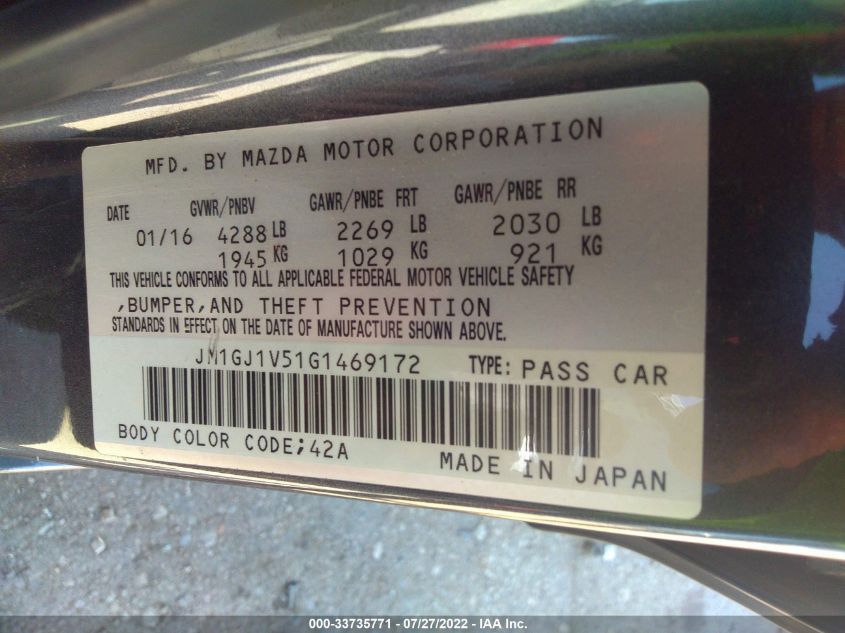 MFD. BY MAZDA MOTOR CORPORATION
DATE GVWR/PNBV GAWR/PNBE FRT GAWR/PNBE RR
01/16 4288 LB 2269 LB 2030 LB
1945 KG 1029 KG 921 KG
THIS VEHICLE CONFORMS TO ALL APPLICABLE FEDERAL MOTOR VEHICLE SAFETY
,BUMPER,AND THEFT PREVENTION
STANDARDS IN EFFECT ON THE DATE OF MANUFACTURE SHOWN ABOVE.
JM1GJ1V51G1469172 TYPE: PASS CAR
BODY COLOR CODE;42A
MADE IN JAPAN
000-33735771 - 07/27/2022 - IAA Inc.